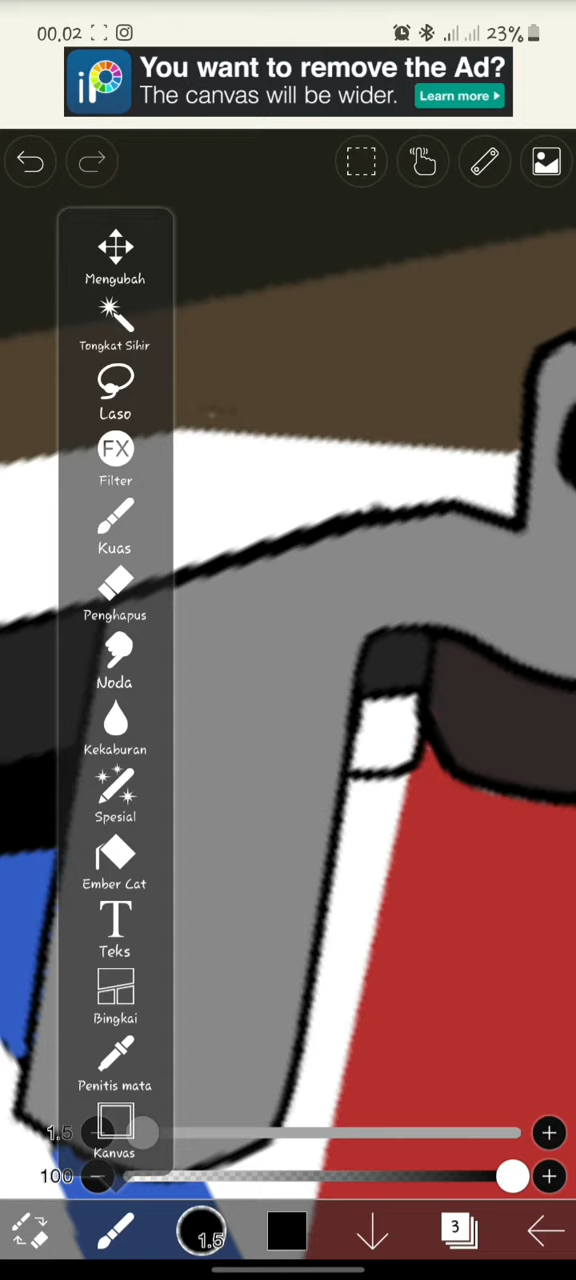 00.02
23%
iP
You want to remove the Ad?
The canvas will be wider.
Learn more
Mengubah
Tongkat Sihir
Laso
FX
Filter
Kuas
Penghapus
Noda
Kekaburan
Spesial
Ember Cat
T
Teks
Bingkai
Penitis mata
Kanvas
1.5
100
1.5
3